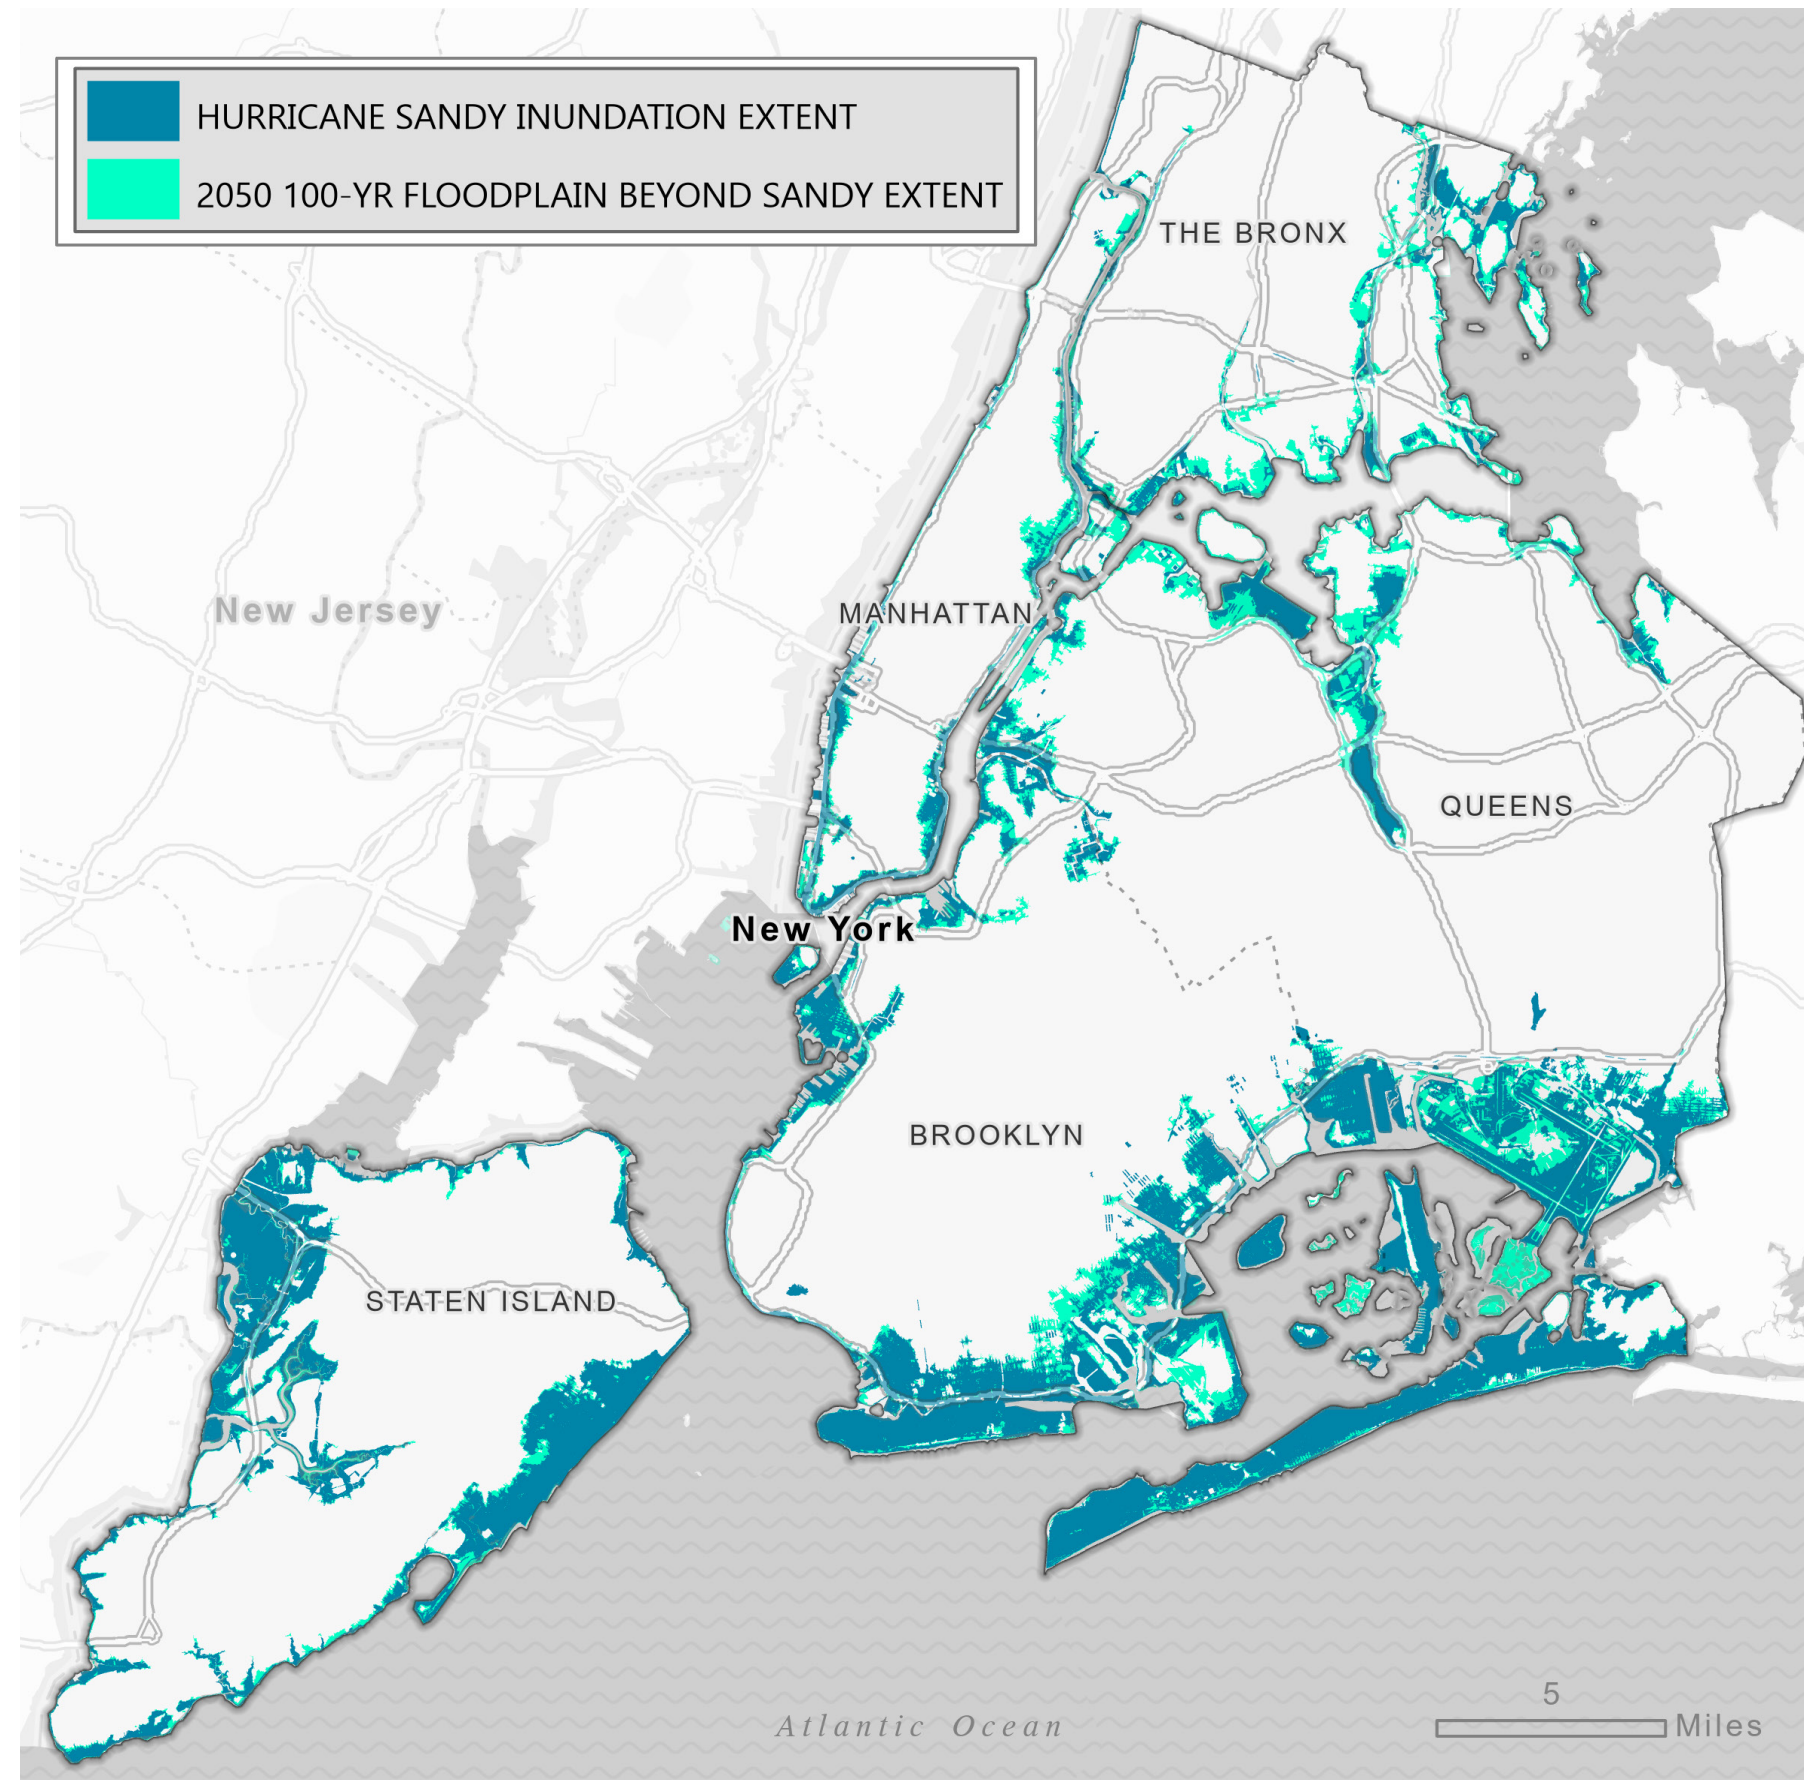 HURRICANE SANDY INUNDATION EXTENT
2050 100-YR FLOODPLAIN BEYOND SANDY EXTENT
THE BRONX
New Jersey
MANHATTAN
QUEENS
New York
BROOKLYN
STATEN ISLAND
5
Atlantic Ocean
Miles